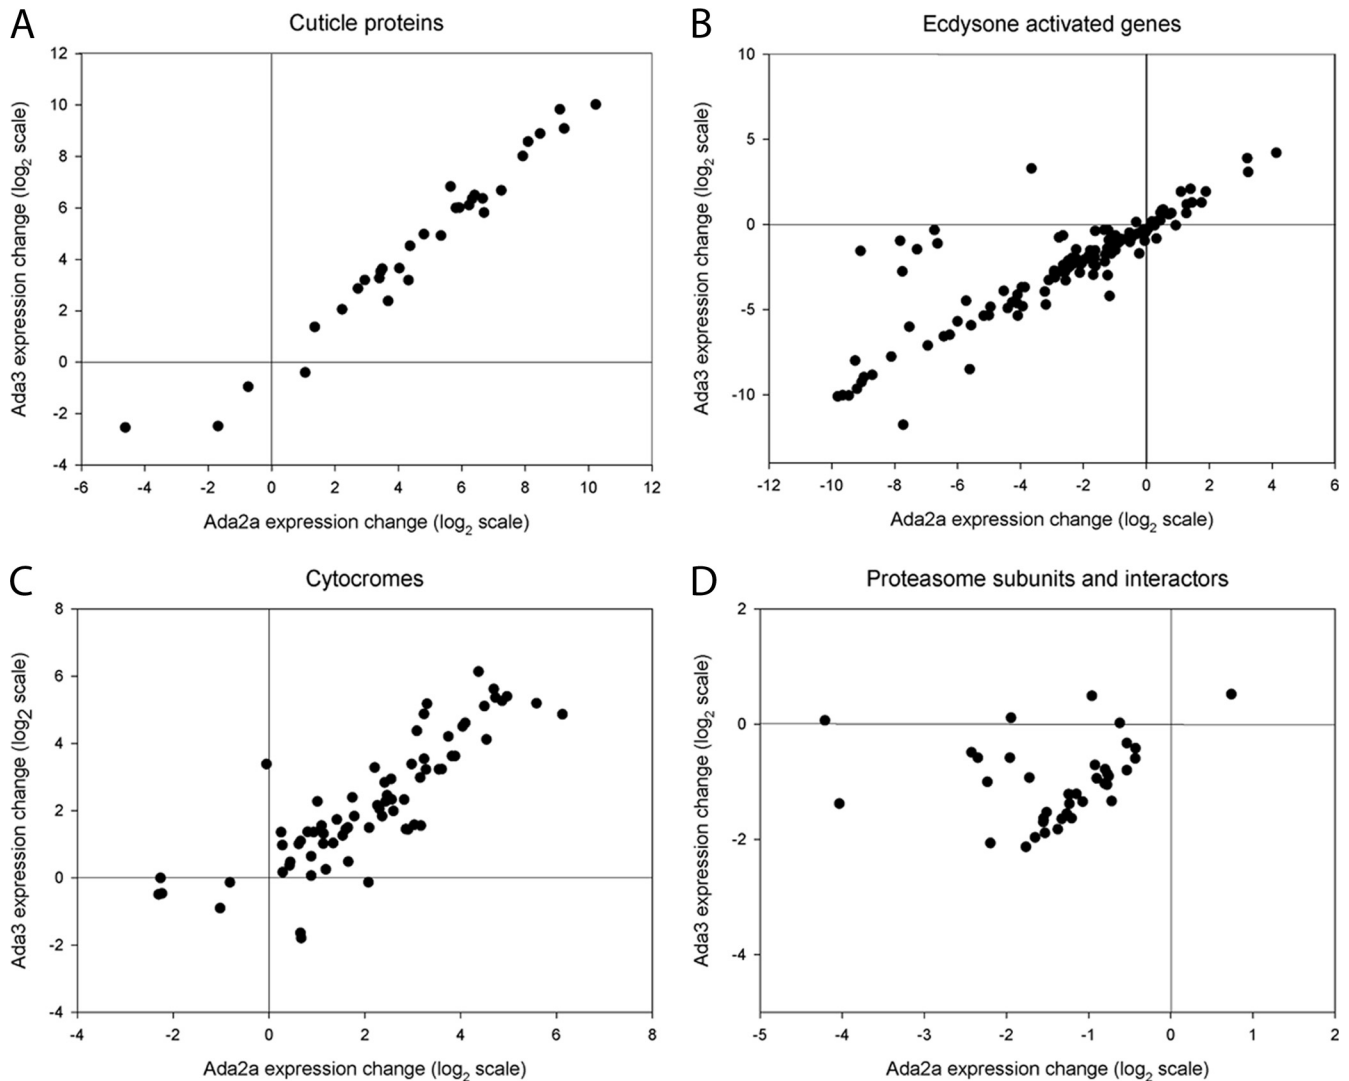 A
Cuticle proteins
12
10
8
6
4
2
0
-2
-4
-6 -4 -2 0 2 4 6 8 10 12
Ada3 expression change (log2 scale)
Ada2a expression change (log2 scale)
B
Ecdysone activated genes
10
5
0
-5
-10
-12 -10 -8 -6 -4 -2 0 2 4 6
Ada3 expression change (log2 scale)
Ada2a expression change (log2 scale)
C
Cytocromes
8
6
4
2
0
-2
-4
-4 -2 0 2 4 6 8
Ada3 expression change (log2 scale)
Ada2a expression change (log2 scale)
D
Proteasome subunits and interactors
2
0
-2
-4
-5 -4 -3 -2 -1 0 1 2
Ada3 expression change (log2 scale)
Ada2a expression change (log2 scale)